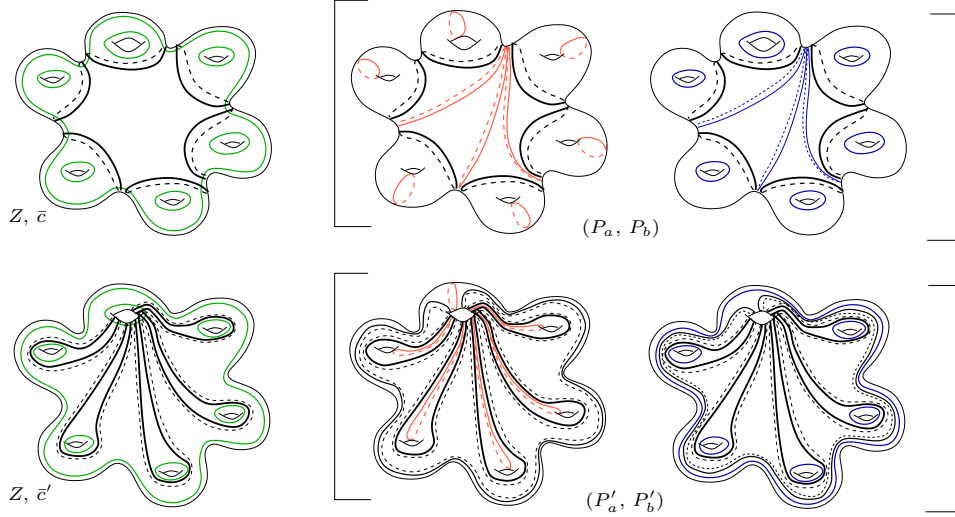 Z, c̄
(P_a, P_b)
Z, c̄′
(P′_a, P′_b)